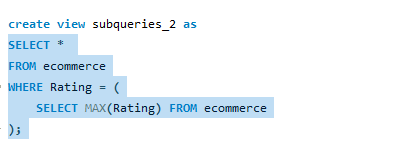 create view subqueries_2 as
SELECT *
FROM ecommerce
WHERE Rating = (
    SELECT MAX(Rating) FROM ecommerce
);